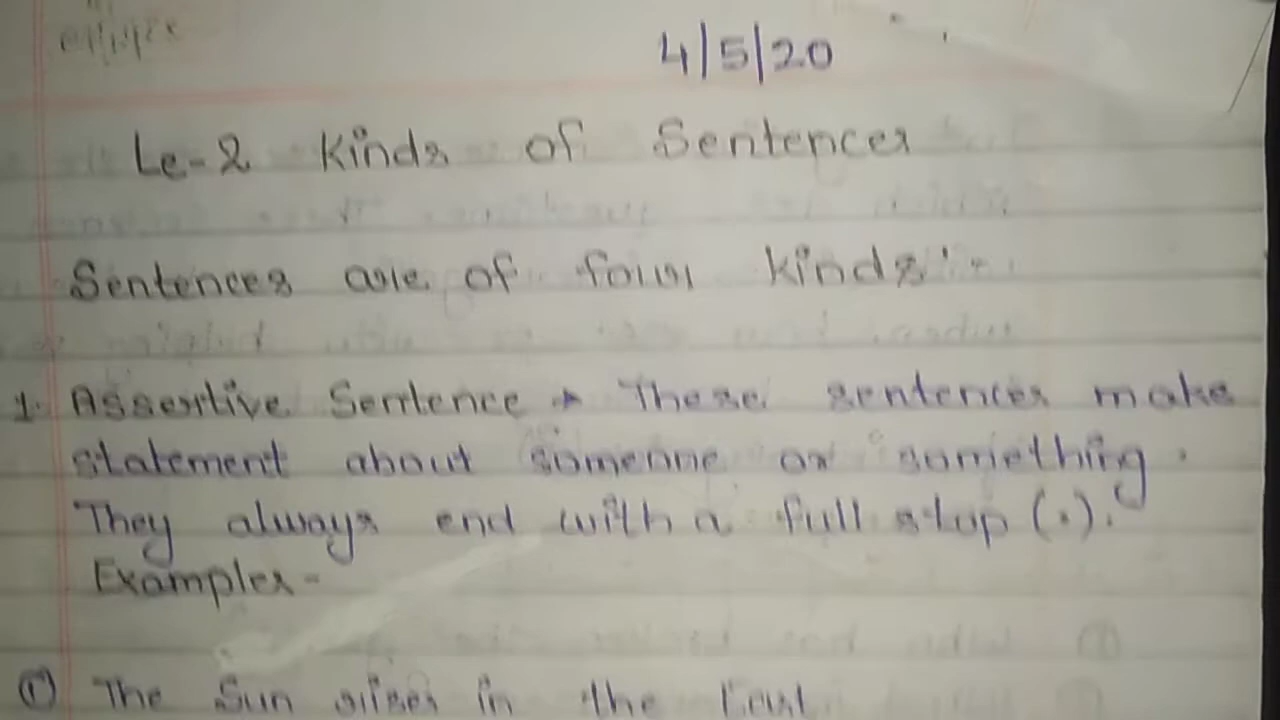 4/5/20
Le-2 Kinds of Sentences
Sentences are of four kinds:-
1. Assertive Sentence → These sentences make
statement about someone or something.
They always end with a full stop (.).
Examples-
(i) The Sun rises in the East